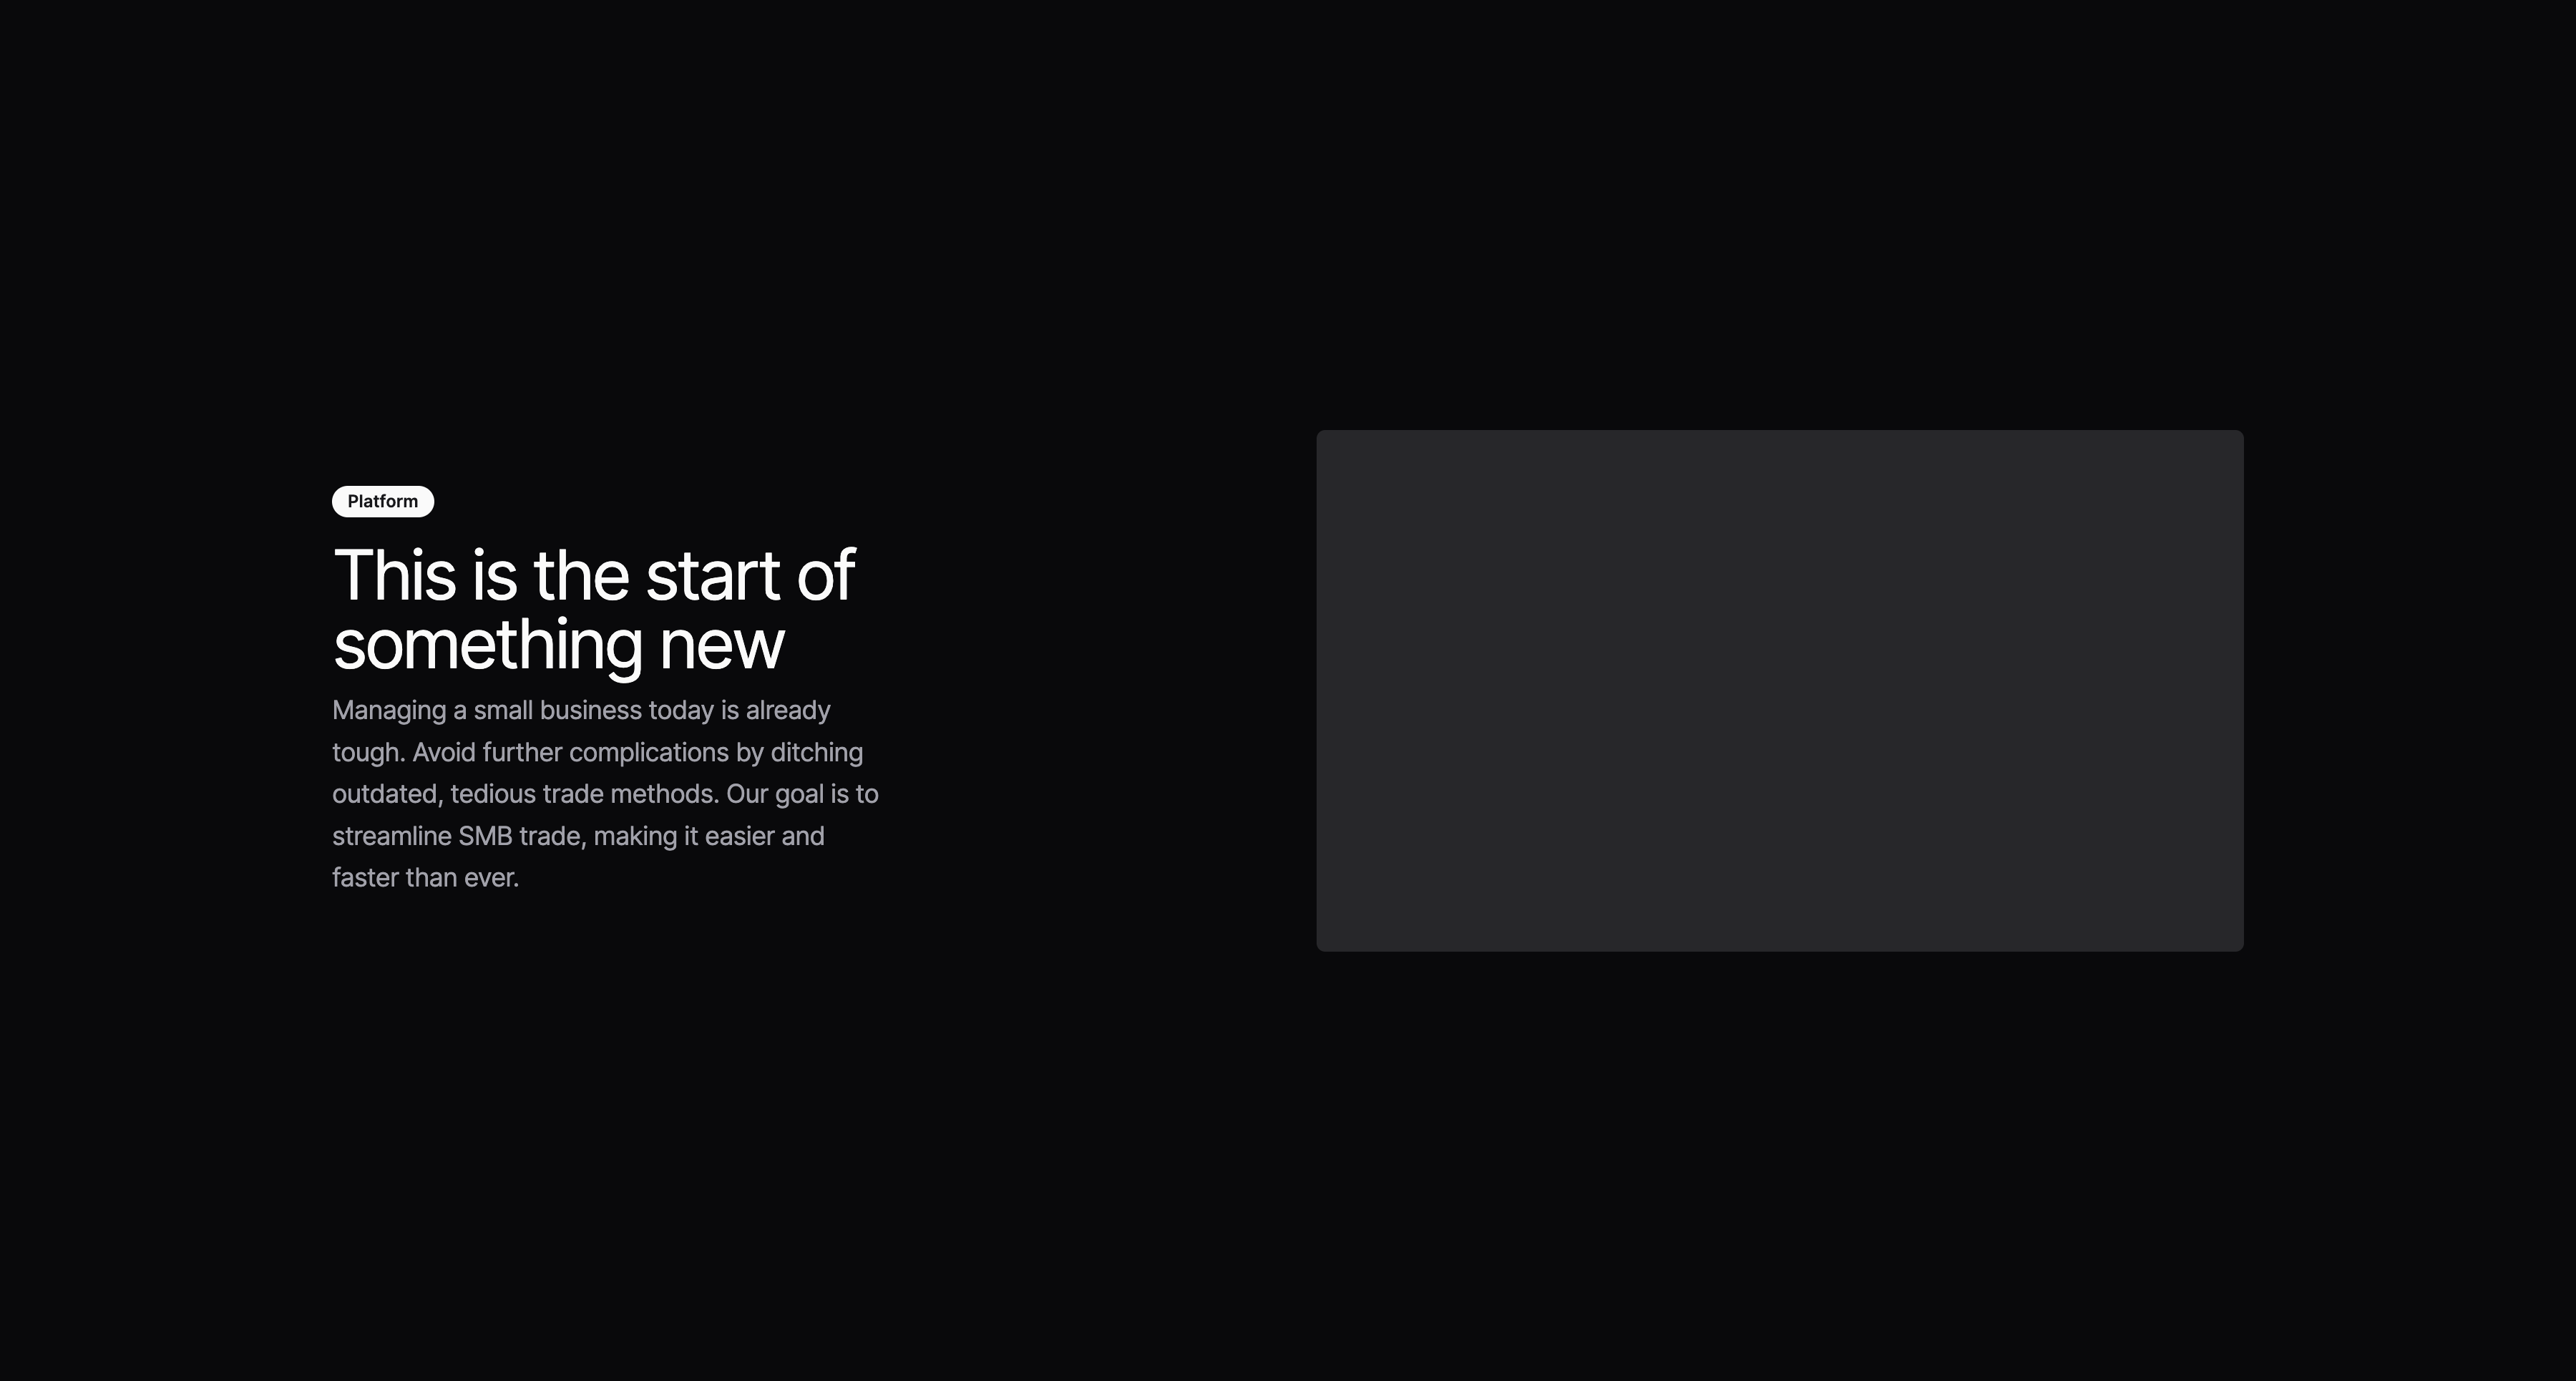 Platform
This is the start of
something new
Managing a small business today is already
tough. Avoid further complications by ditching
outdated, tedious trade methods. Our goal is to
streamline SMB trade, making it easier and
faster than ever.